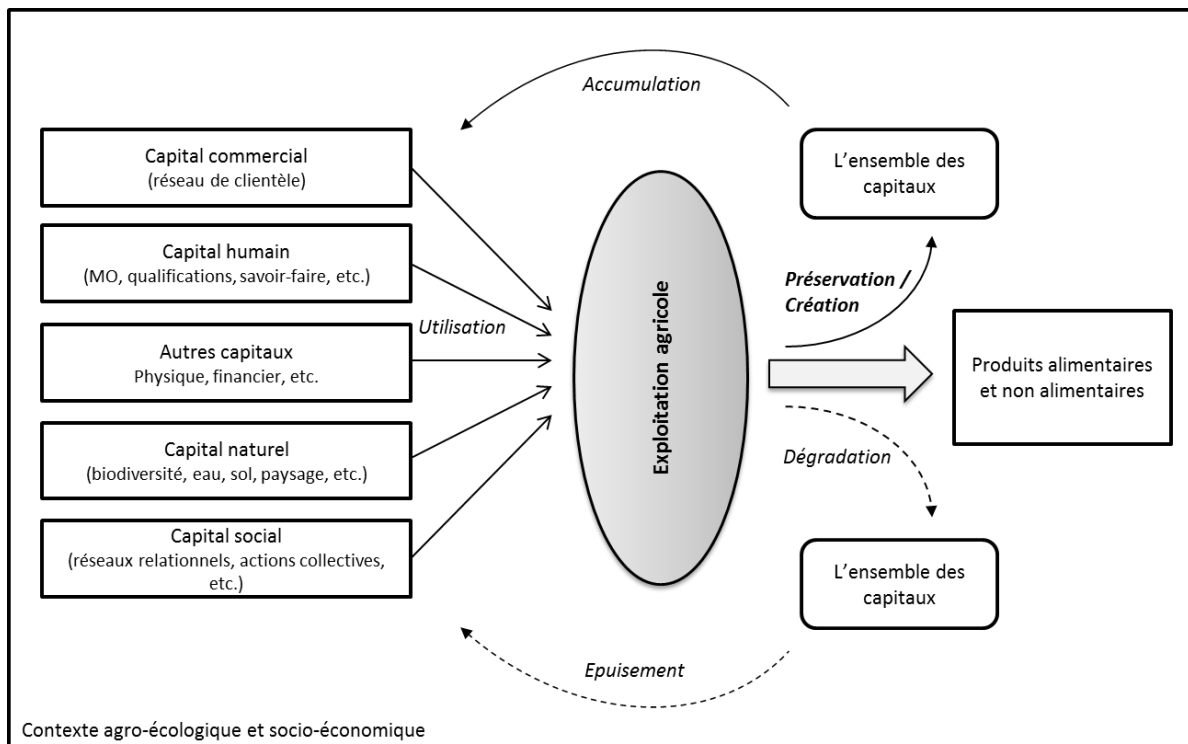 Accumulation
Capital commercial
(réseau de clientèle)
Capital humain
(MO, qualifications, savoir-faire, etc.)
Autres capitaux
Physique, financier, etc.
Capital naturel
(biodiversité, eau, sol, paysage, etc.)
Capital social
(réseaux relationnels, actions collectives,
etc.)
Utilisation
Exploitation agricole
L’ensemble des
capitaux
Préservation /
Création
Produits alimentaires
et non alimentaires
Dégradation
L’ensemble des
capitaux
Epuisement
Contexte agro-écologique et socio-économique